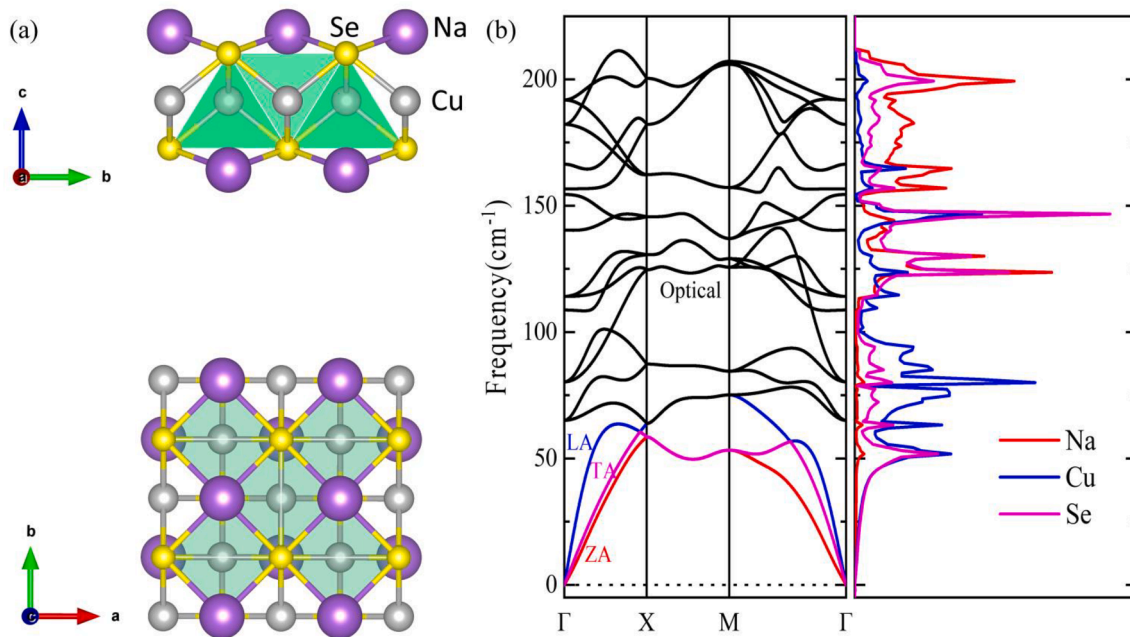 (a)
Se
Na
Cu
c
a
b
b
c
a
(b)
Frequency(cm⁻¹)
200
150
100
50
0
Optical
LA
TA
ZA
Γ
X
M
Γ
Na
Cu
Se